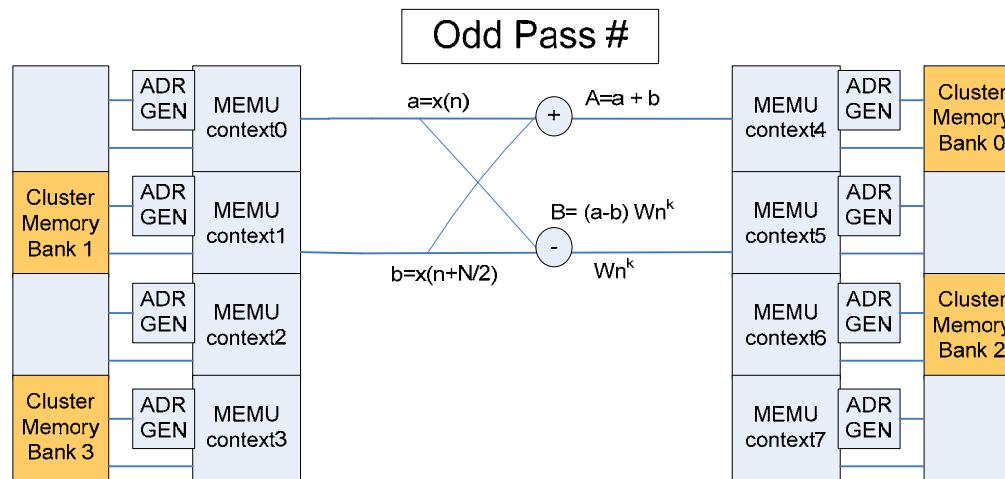 Odd Pass #
ADR
GEN
MEMU
context0
Cluster
Memory
Bank 1
ADR
GEN
MEMU
context1
ADR
GEN
MEMU
context2
Cluster
Memory
Bank 3
ADR
GEN
MEMU
context3
a=x(n)
b=x(n+N/2)
+
A=a + b
B= (a-b) Wn^k
-
Wn^k
MEMU
context4
ADR
GEN
Cluster
Memory
Bank 0
MEMU
context5
ADR
GEN
MEMU
context6
ADR
GEN
Cluster
Memory
Bank 2
MEMU
context7
ADR
GEN